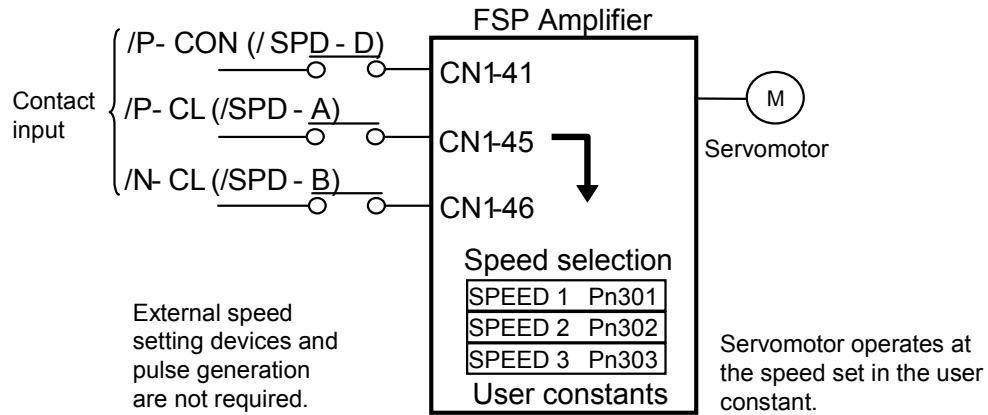 FSP Amplifier
/P- CON (/ SPD - D)
CN1-41
Contact
input
/P- CL (/SPD - A)
CN1-45
/N- CL (/SPD - B)
CN1-46
M
Servomotor
Speed selection
SPEED 1 Pn301
SPEED 2 Pn302
SPEED 3 Pn303
User constants
External speed
setting devices and
pulse generation
are not required.
Servomotor operates at
the speed set in the user
constant.